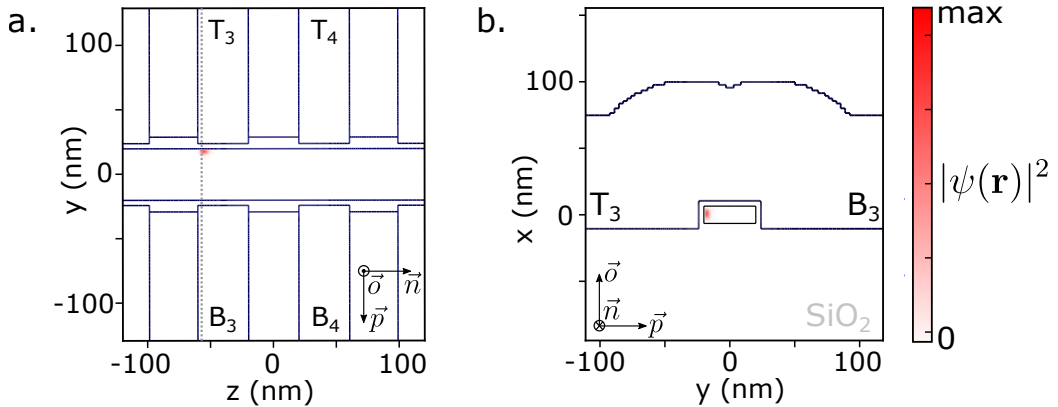 a.
y (nm)
100
0
-100
T3
T4
B3
B4
o⃗
n⃗
p⃗
-100
0
100
z (nm)
b.
x (nm)
100
0
T3
B3
o⃗
n⃗
p⃗
SiO2
-100
0
100
y (nm)
max
|ψ(r)|²
0